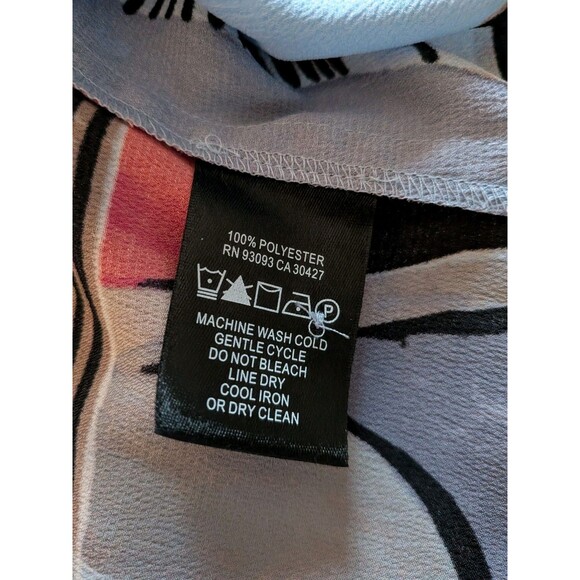 100% POLYESTER
RN 93093 CA 30427
P
MACHINE WASH COLD
GENTLE CYCLE
DO NOT BLEACH
LINE DRY
COOL IRON
OR DRY CLEAN